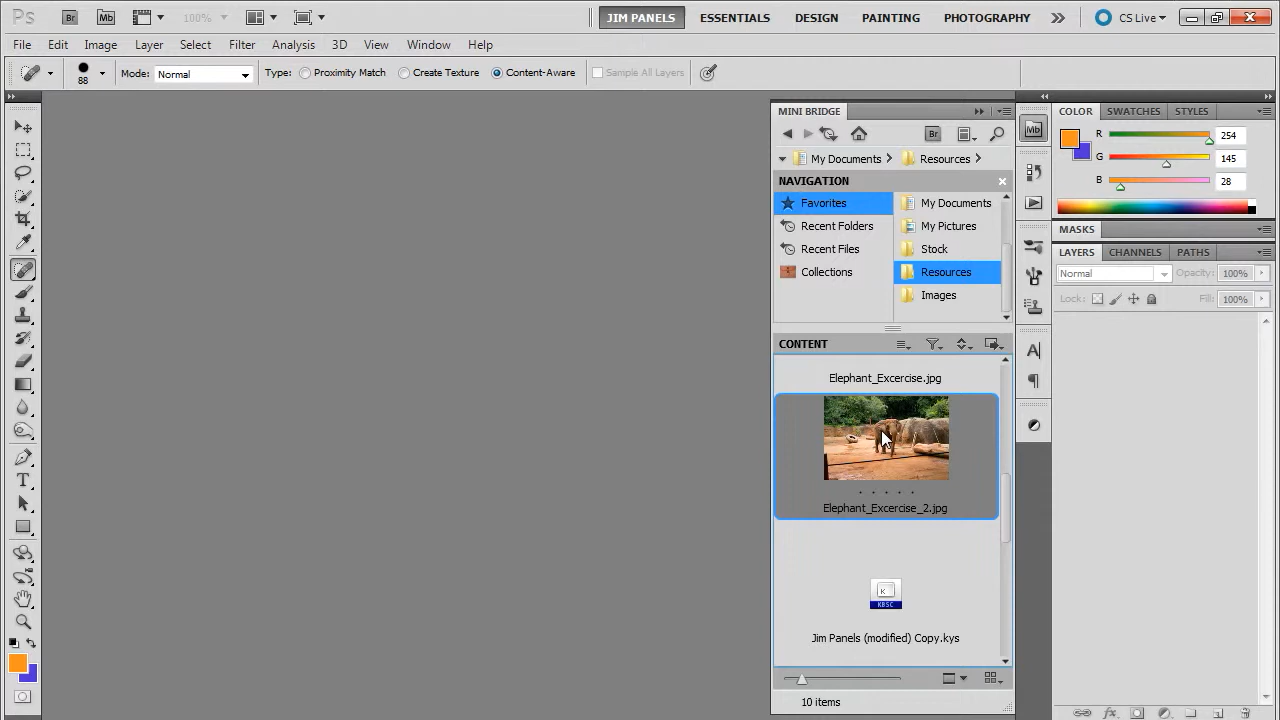 Ps Br Mb 100% JIM PANELS ESSENTIALS DESIGN PAINTING PHOTOGRAPHY CS Live
File Edit Image Layer Select Filter Analysis 3D View Window Help
88 Mode: Normal Type: Proximity Match Create Texture Content-Aware Sample All Layers
MINI BRIDGE
Br
My Documents Resources
NAVIGATION
Favorites My Documents
Recent Folders My Pictures
Recent Files Stock
Collections Resources
Images
CONTENT
Elephant_Excercise.jpg
Elephant_Excercise_2.jpg
K
KBSC
Jim Panels (modified) Copy.kys
10 items
Mb
A
COLOR SWATCHES STYLES
R 254
G 145
B 28
MASKS
LAYERS CHANNELS PATHS
Normal Opacity: 100%
Lock: Fill: 100%
T
fx